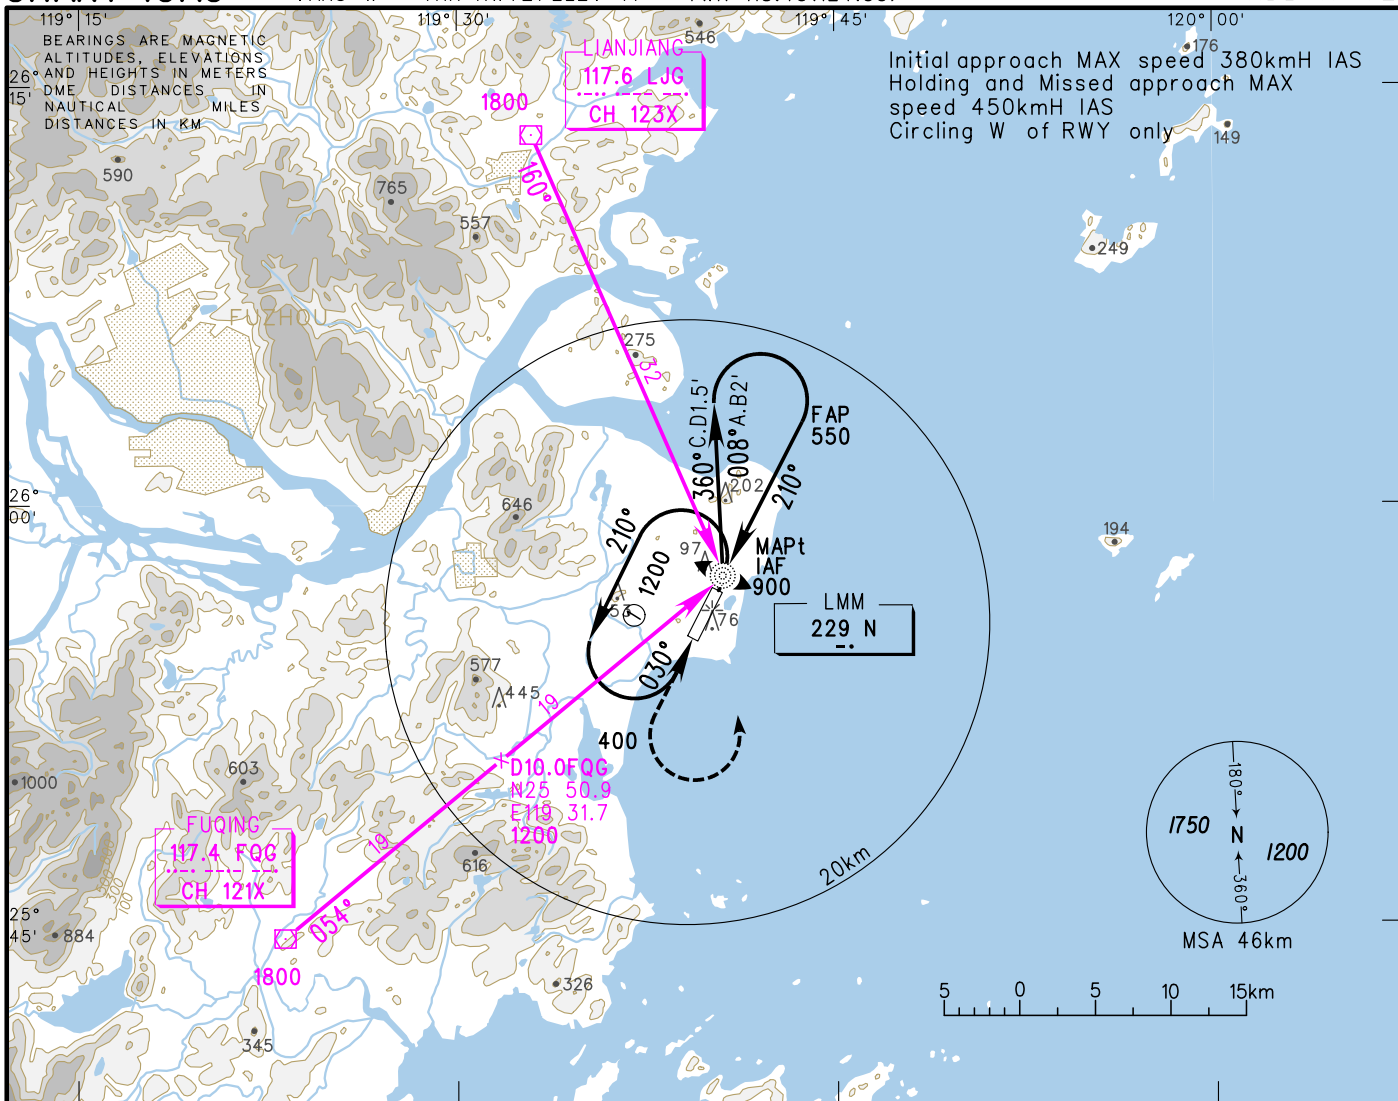 119°15'
119°30'
119°45'
120°00'
BEARINGS ARE MAGNETIC
ALTITUDES, ELEVATIONS
AND HEIGHTS IN METERS
DME DISTANCES IN
NAUTICAL MILES
DISTANCES IN KM
26°
15'
Initial approach MAX speed 380kmH IAS
Holding and Missed approach MAX
speed 450kmH IAS
Circling W of RWY only
LIANJIANG
117.6 LJG
CH 123X
1800
160°
546
176
149
590
765
557
249
FUZHOU
275
32
360° C.D1.5'
008° A.B2'
FAP
550
210°
202
26°
00'
646
194
210°
97
MAPt
IAF
900
1 1200
53
76
LMM
229 N
030°
577
445
19
400
D10.0FQG
N25 50.9
E119 31.7
1200
1000
603
FUQING
117.4 FQG
CH 121X
19
616
300
300
054°
20km
180°
1750
N
1200
360°
MSA 46km
25°
45'
884
1800
326
345
5 0 5 10 15km